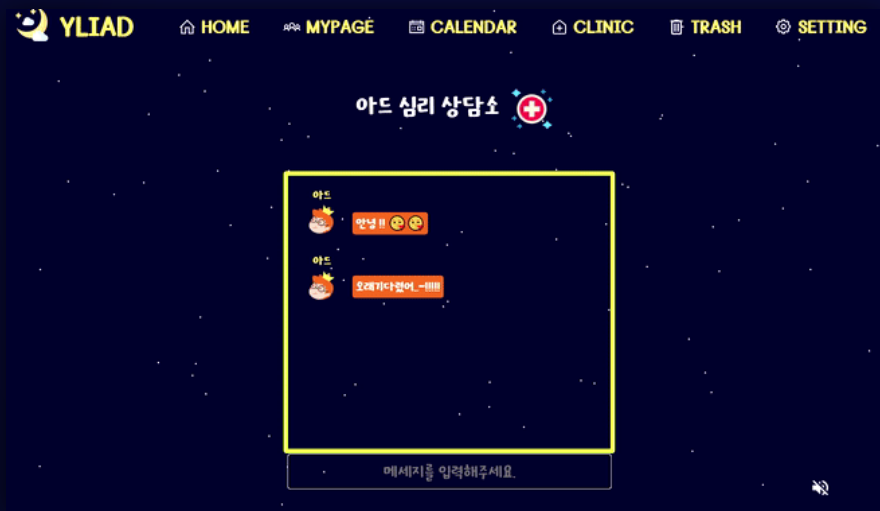 YLIAD HOME MYPAGE CALENDAR CLINIC TRASH SETTING
아드 심리 상담소
아드
안녕 !! 😘 😘
아드
오래기다렸어..-!!!!!
메세지를 입력해주세요.